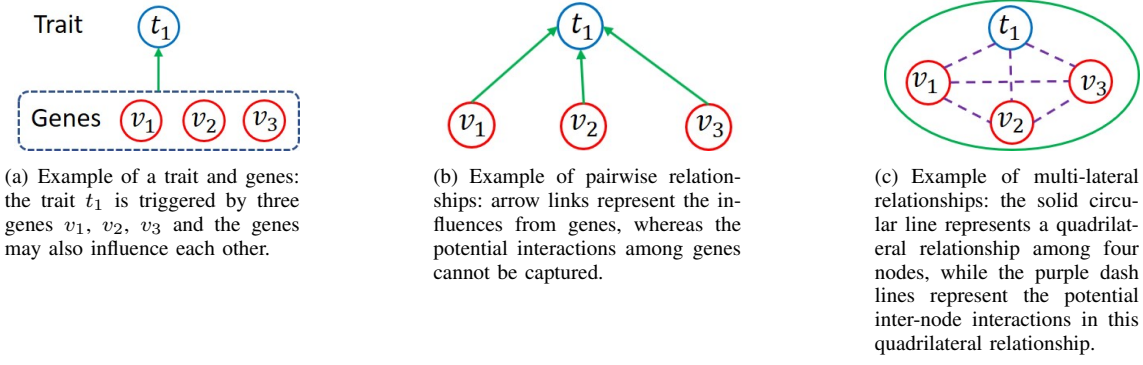 Trait t₁
Genes v₁ v₂ v₃
(a) Example of a trait and genes:
the trait t₁ is triggered by three
genes v₁, v₂, v₃ and the genes
may also influence each other.
t₁
v₁ v₂ v₃
(b) Example of pairwise relation-
ships: arrow links represent the in-
fluences from genes, whereas the
potential interactions among genes
cannot be captured.
t₁
v₁ v₃
v₂
(c) Example of multi-lateral
relationships: the solid circu-
lar line represents a quadrilat-
eral relationship among four
nodes, while the purple dash
lines represent the potential
inter-node interactions in this
quadrilateral relationship.